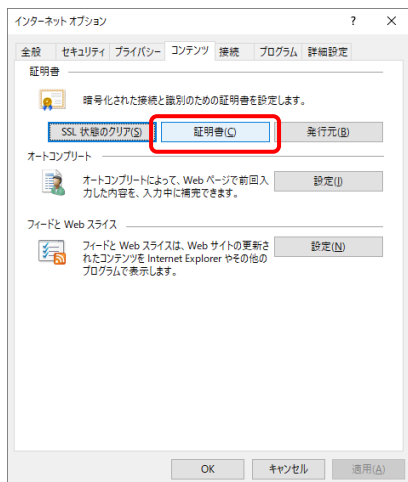 インターネット オプション ? ×
全般 セキュリティ プライバシー コンテンツ 接続 プログラム 詳細設定
証明書
暗号化された接続と識別のための証明書を設定します。
SSL 状態のクリア(S) 証明書(C) 発行元(B)
オートコンプリート
オートコンプリートによって、Web ページで前回入
力した内容を、入力中に補完できます。
設定(I)
フィードと Web スライス
フィードと Web スライスは、Web サイトの更新さ
れたコンテンツを Internet Explorer やその他の
プログラムで表示します。
設定(N)
OK キャンセル 適用(A)